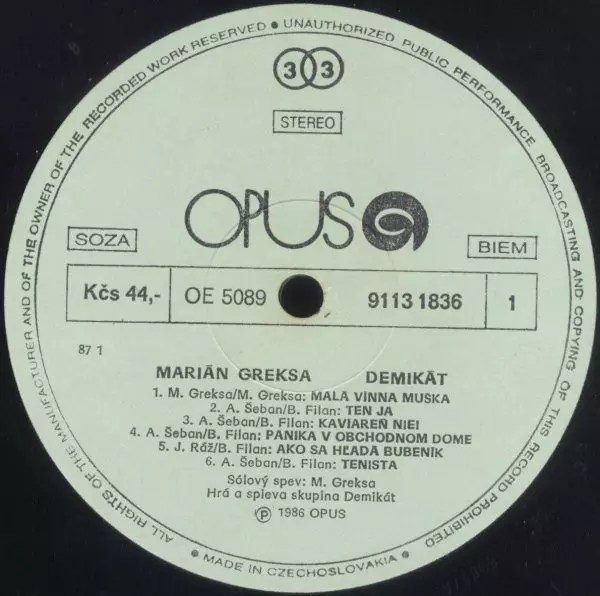 ALL RIGHTS OF THE MANUFACTURER AND OF THE OWNER OF THE RECORDED WORK RESERVED • UNAUTHORIZED PUBLIC PERFORMANCE BROADCASTING AND COPYING OF THIS RECORD PROHIBITED
33
STEREO
OPUS
SOZA
BIEM
Kčs 44,- OE 5089 9113 1836 1
87 1
MARIÁN GREKSA DEMIKÁT
1. M. Greksa/M. Greksa: MALÁ VÍNNA MUŠKA
2. A. Šeban/B. Filan: TEN JA
3. A. Šeban/B. Filan: KAVIAREŇ NIEI
4. A. Šeban/B. Filan: PANIKA V OBCHODNOM DOME
5. J. Ráž/B. Filan: AKO SA HĽADÁ BUBENÍK
6. A. Šeban/B. Filan: TENISTA
Sólový spev: M. Greksa
Hrá a spieva skupina Demikát
Ⓟ 1986 OPUS
• MADE IN CZECHOSLOVAKIA •